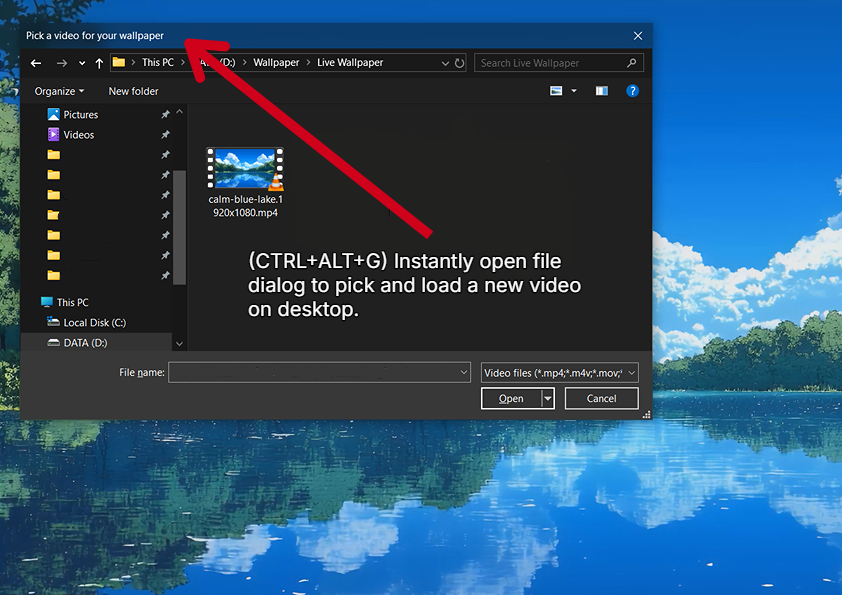 Pick a video for your wallpaper
This PC
(D:)
Wallpaper
Live Wallpaper
Search Live Wallpaper
Organize
New folder
?
Pictures
Videos
calm-blue-lake.1
920x1080.mp4
(CTRL+ALT+G) Instantly open file
dialog to pick and load a new video
on desktop.
This PC
Local Disk (C:)
DATA (D:)
File name:
Video files (*.mp4;*.m4v;*.mov;*
Open
Cancel